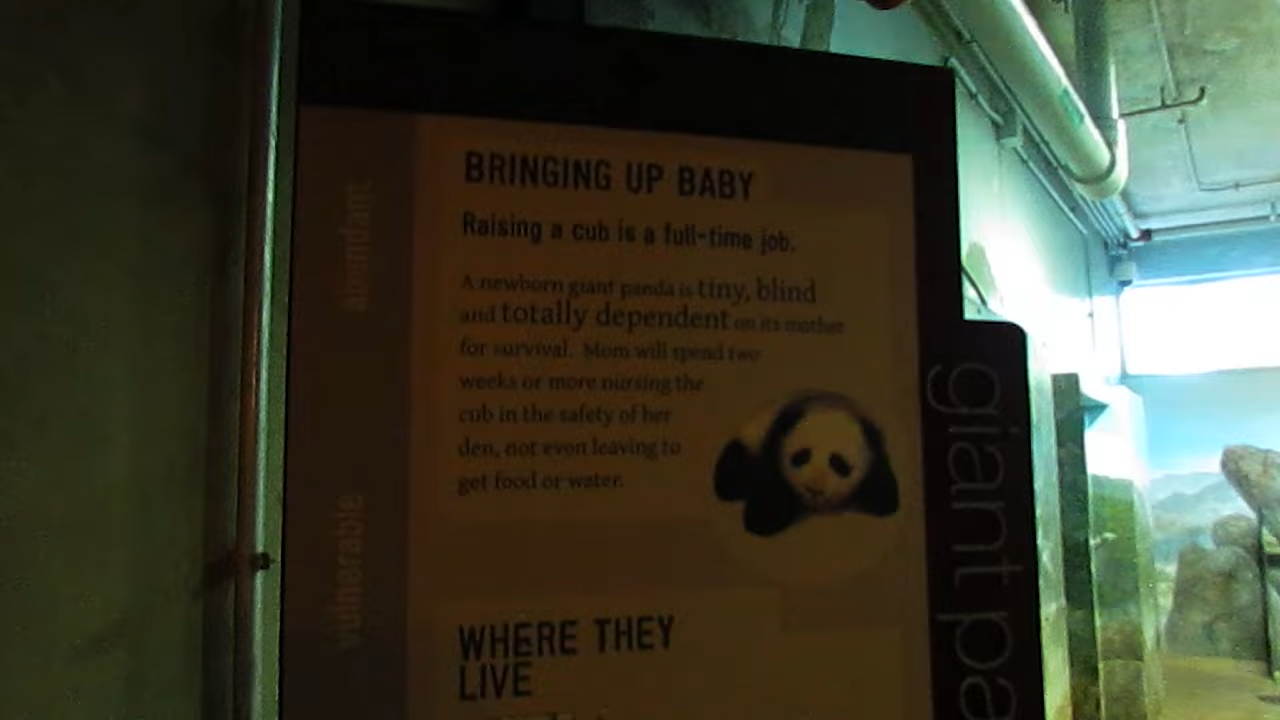 abundant
vulnerable
BRINGING UP BABY
Raising a cub is a full-time job.
A newborn giant panda is tiny, blind
and totally dependent on its mother
for survival. Mom will spend two
weeks or more nursing the
cub in the safety of her
den, not even leaving to
get food or water.
WHERE THEY
LIVE
giant pa